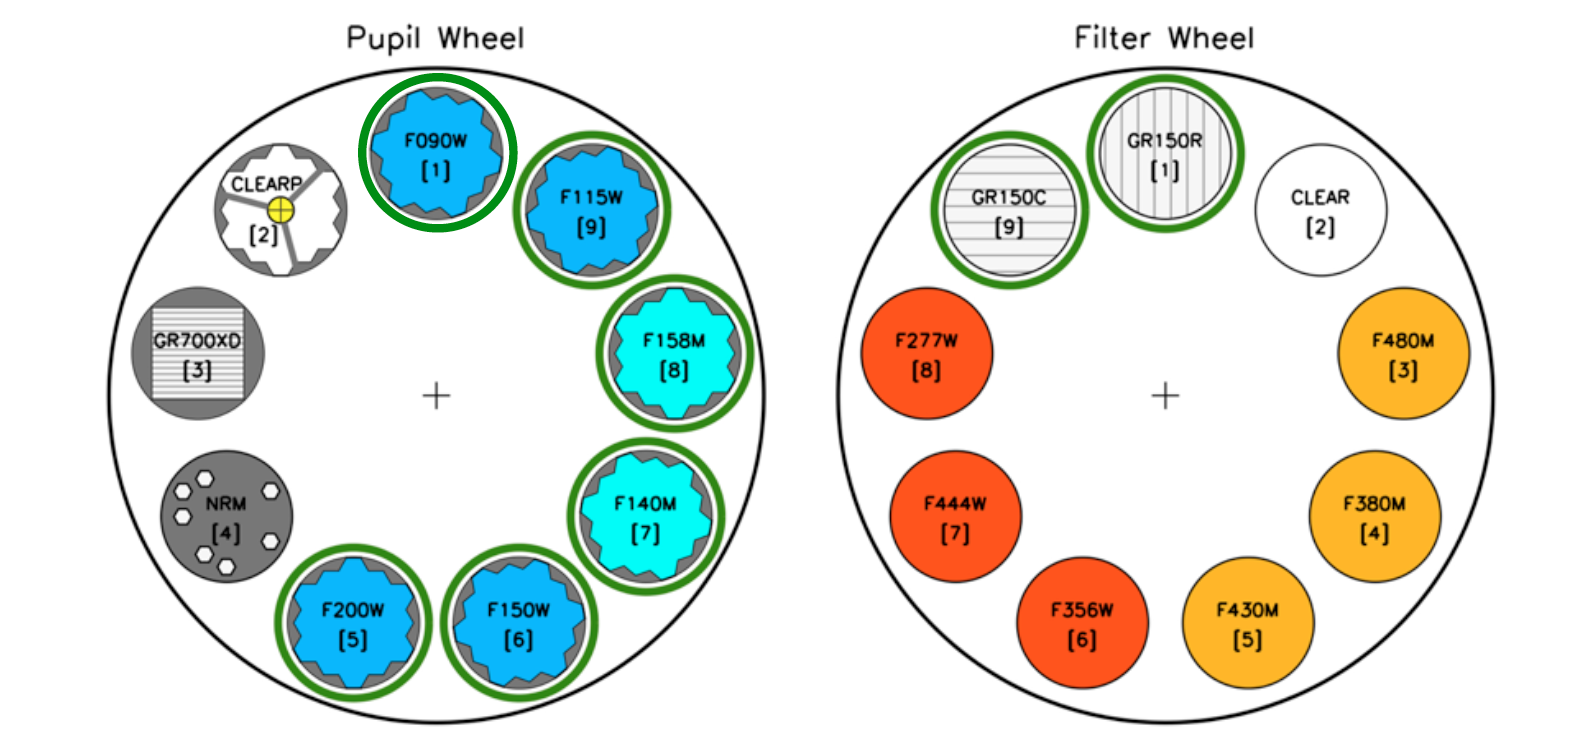 Pupil Wheel
F090W
[1]
F115W
[9]
F158M
[8]
F140M
[7]
F150W
[6]
F200W
[5]
NRM
[4]
GR700XD
[3]
CLEARP
[2]
Filter Wheel
GR150R
[1]
CLEAR
[2]
F480M
[3]
F380M
[4]
F430M
[5]
F356W
[6]
F444W
[7]
F277W
[8]
GR150C
[9]